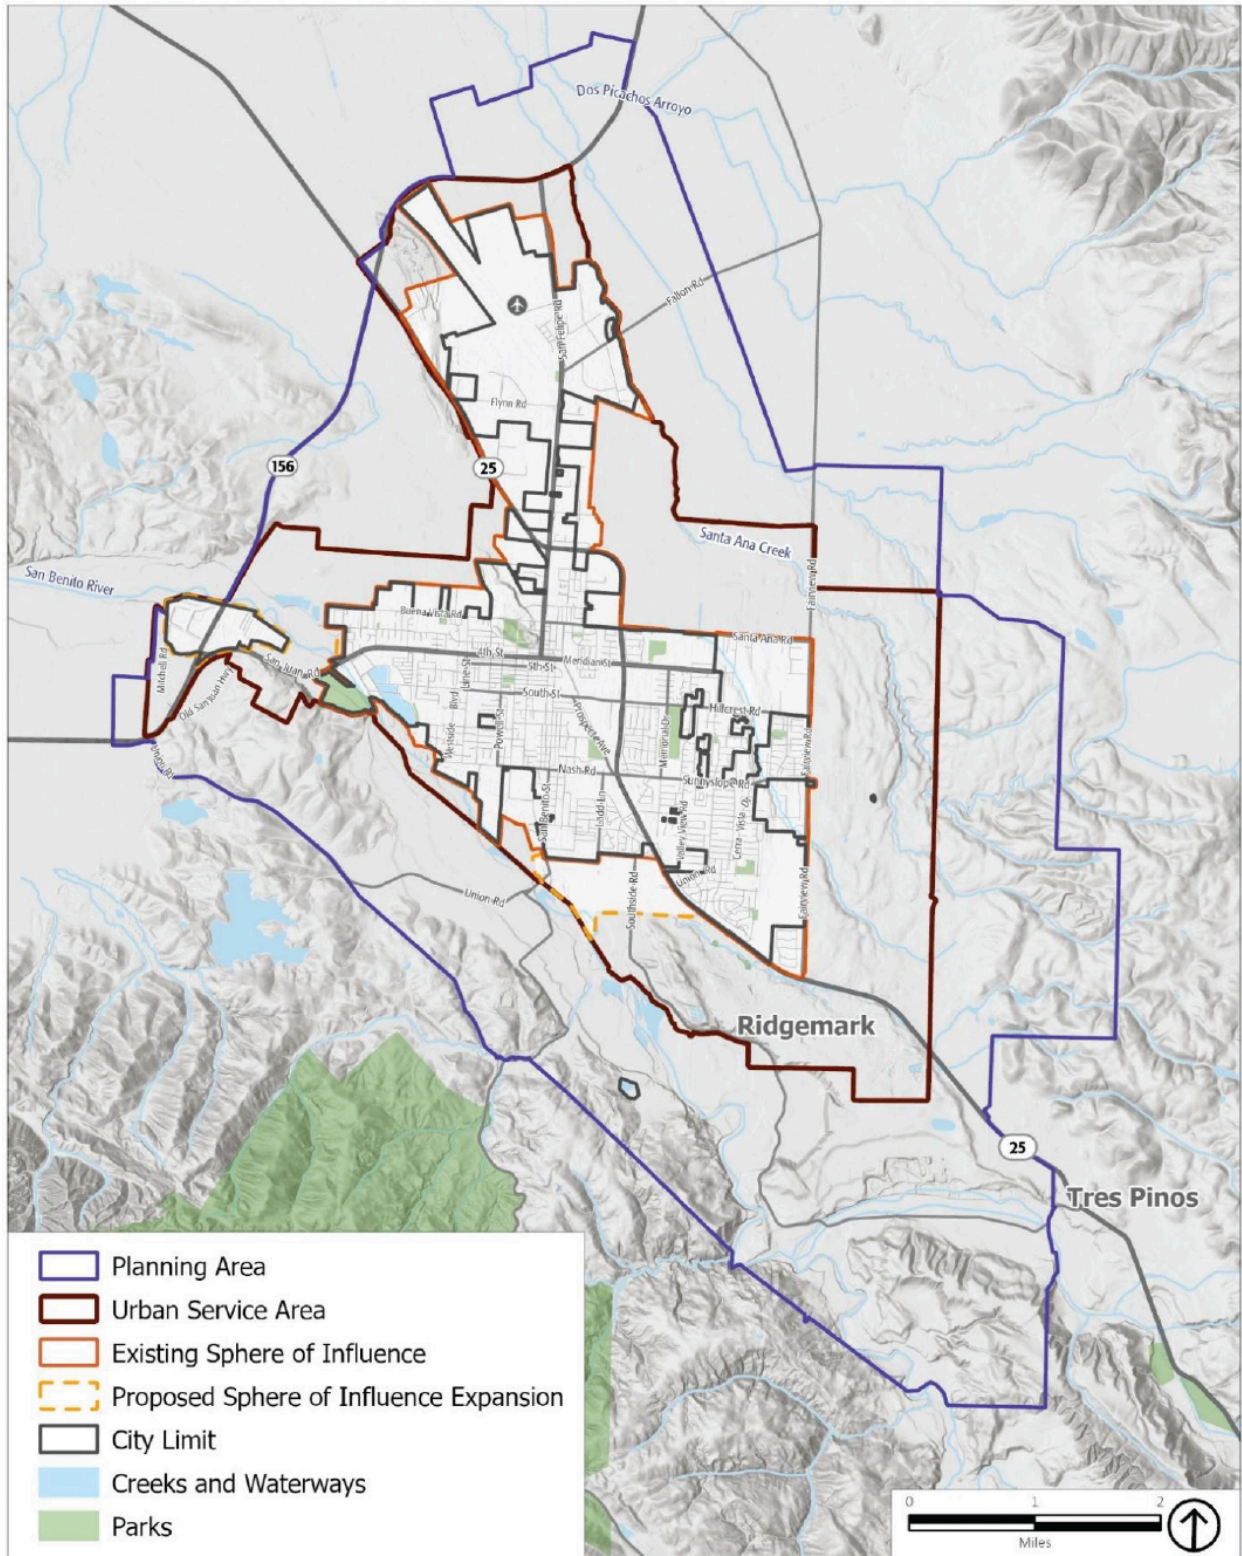 Dos Picachos Arroyo
Fallon Rd
San Felipe Rd
Flynn Rd
156
25
Santa Ana Creek
San Benito River
Fairview Rd
Buena Vista Rd
Santa Ana Rd
Mitchell Rd
San Juan Rd
4th St
Meridian St
5th St
Line St
Old San Juan Hwy
South St
Hillcrest Rd
Westside Blvd
Powell St
Prospect Ave
Memorial Dr
Fairview Rd
Union Rd
Nash Rd
Sunnyslope Rd
San Benito St
Ladd Ln
Valley View Rd
Cerra Vista Dr
Union Rd
Union Rd
Southside Rd
Fairview Rd
Ridgemark
25
Tres Pinos
Planning Area
Urban Service Area
Existing Sphere of Influence
Proposed Sphere of Influence Expansion
City Limit
Creeks and Waterways
Parks
0 1 2
Miles